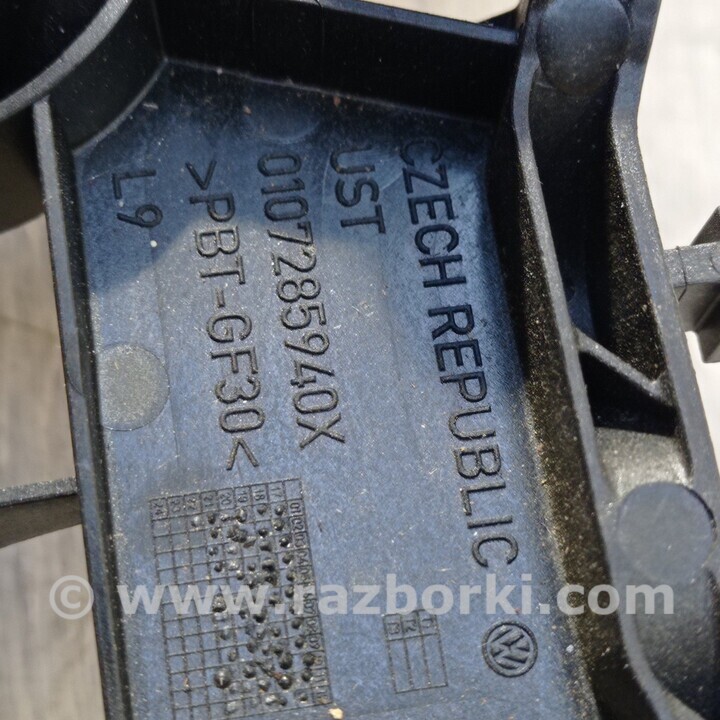 CZECH REPUBLIC
UST
0107285940X
>PBT-GF30<
L9
© www.razborki.com